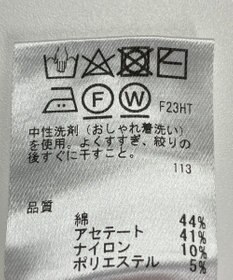 F W F23HT
中性洗剤(おしゃれ着洗い)
を使用。よくすすぎ、絞りの
後すぐに干すこと。
113
品質
綿 44%
アセテート 41%
ナイロン 10%
ポリエステル 5%